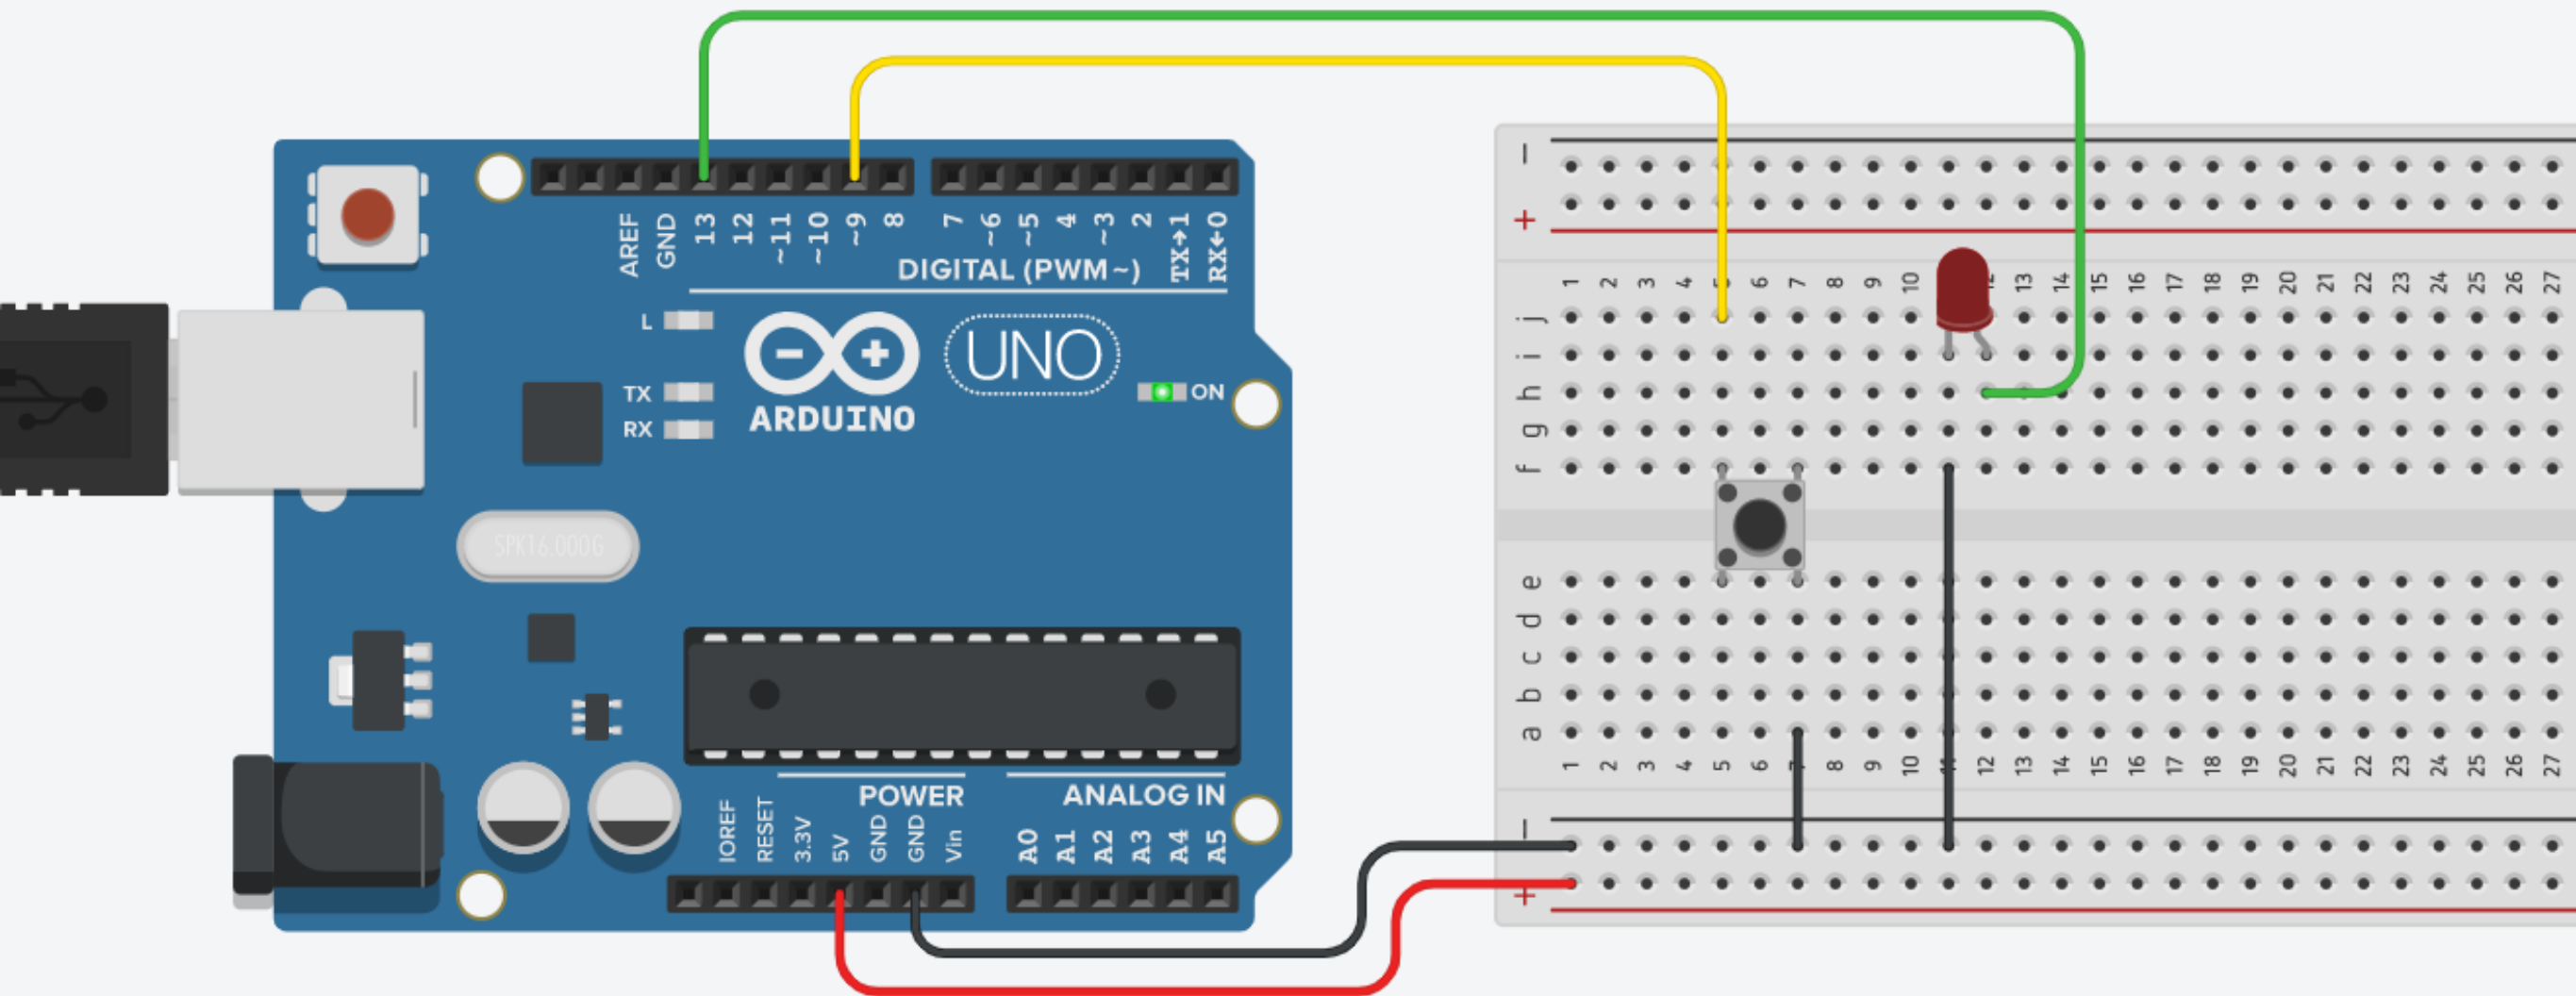 AREF GND 13 12 ~11 ~10 ~9 8 7 ~6 ~5 4 ~3 2 TX→1 RX←0
DIGITAL (PWM~)
L
TX
RX
ARDUINO
UNO
ON
SPK16.000G
POWER
ANALOG IN
IOREF RESET 3.3V 5V GND GND Vin A0 A1 A2 A3 A4 A5
−
+
1 2 3 4 5 6 7 8 9 10 12 13 14 15 16 17 18 19 20 21 22 23 24 25 26 27
j
i
h
g
f
e
d
c
b
a
1 2 3 4 5 6 7 8 9 10 11 12 13 14 15 16 17 18 19 20 21 22 23 24 25 26 27
−
+